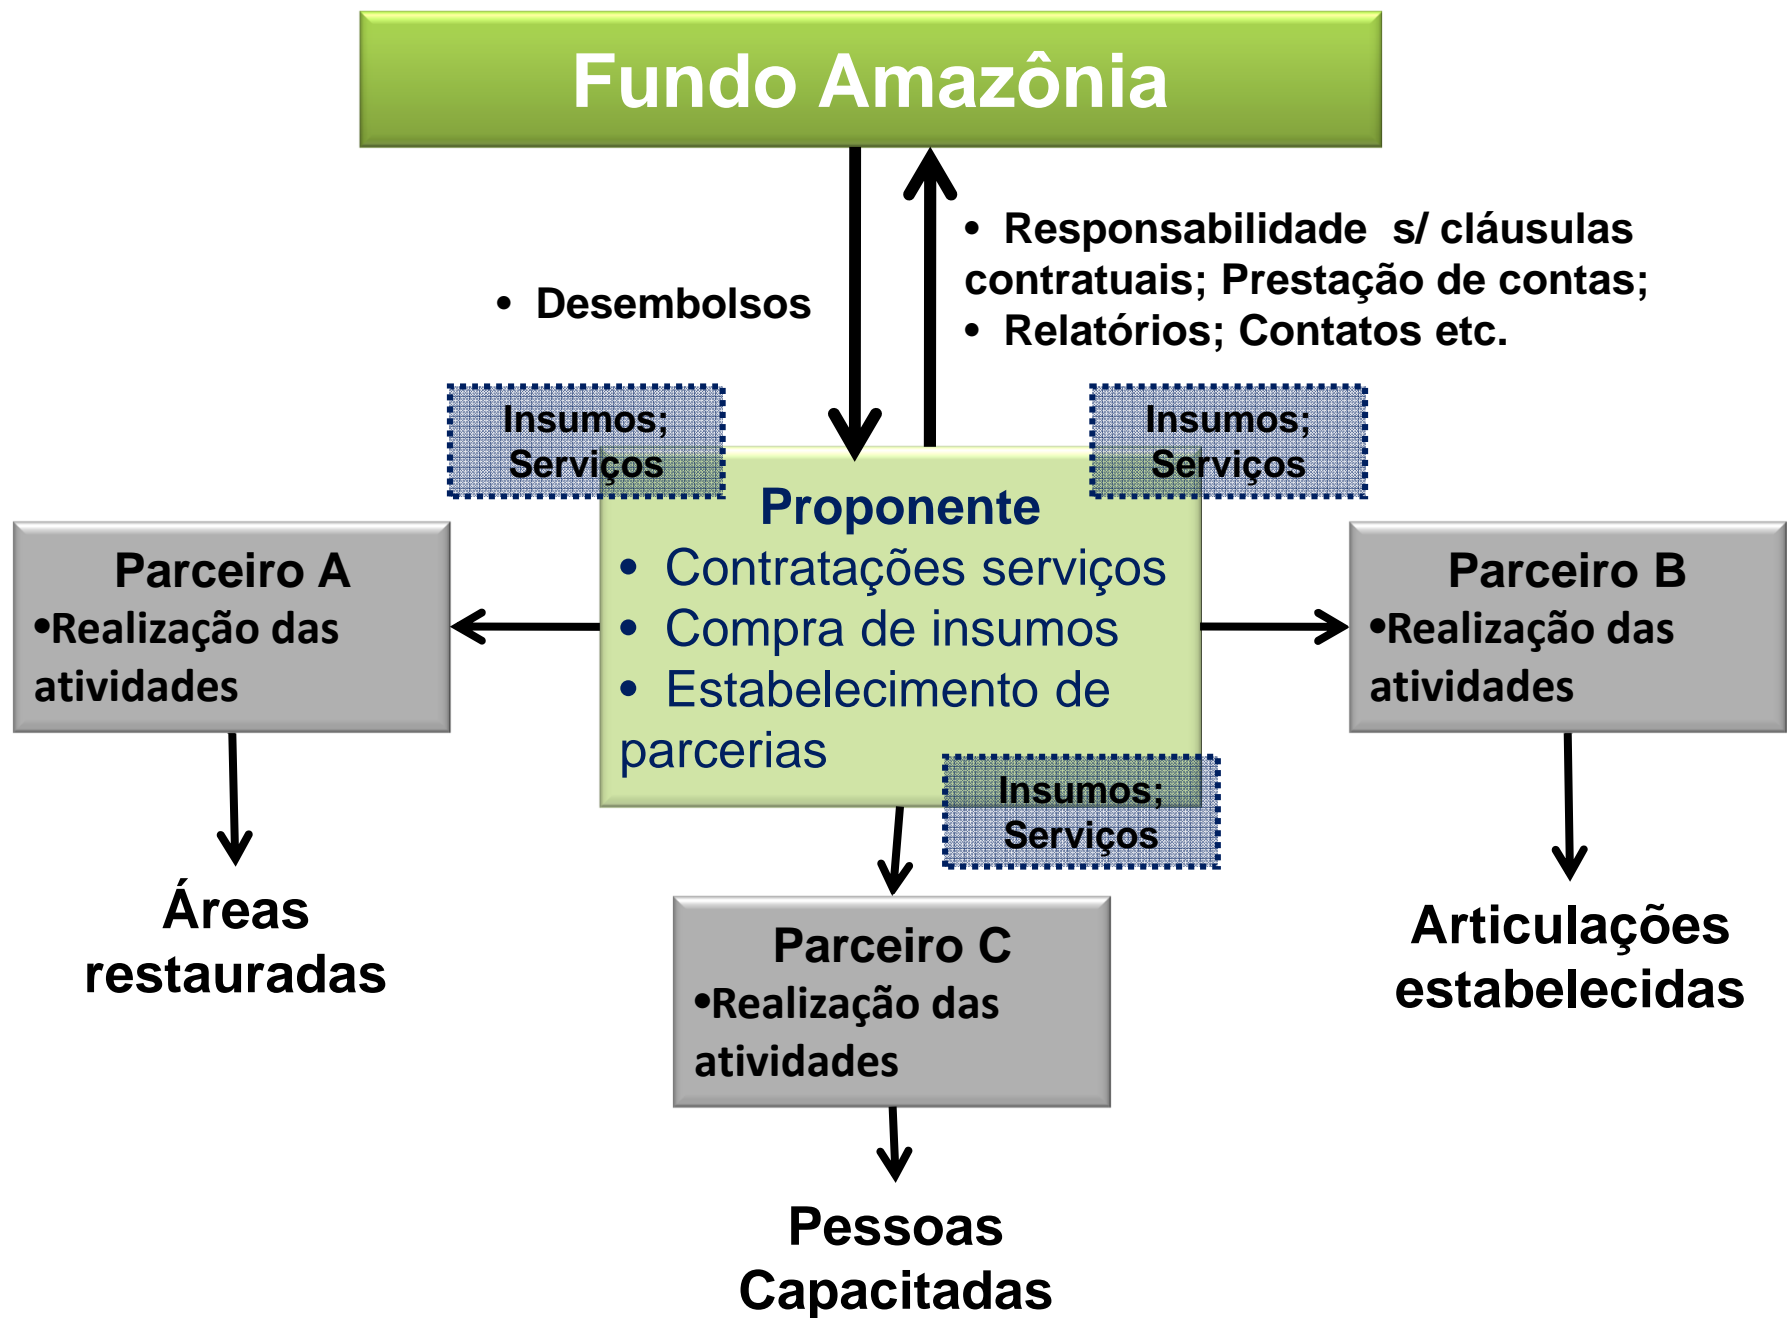 Fundo Amazônia
• Responsabilidade s/ cláusulas
contratuais; Prestação de contas;
• Relatórios; Contatos etc.
• Desembolsos
Insumos;
Serviços
Insumos;
Serviços
Proponente
• Contratações serviços
• Compra de insumos
• Estabelecimento de
parcerias
Insumos;
Serviços
Parceiro A
•Realização das
atividades
Parceiro B
•Realização das
atividades
Áreas
restauradas
Parceiro C
•Realização das
atividades
Articulações
estabelecidas
Pessoas
Capacitadas